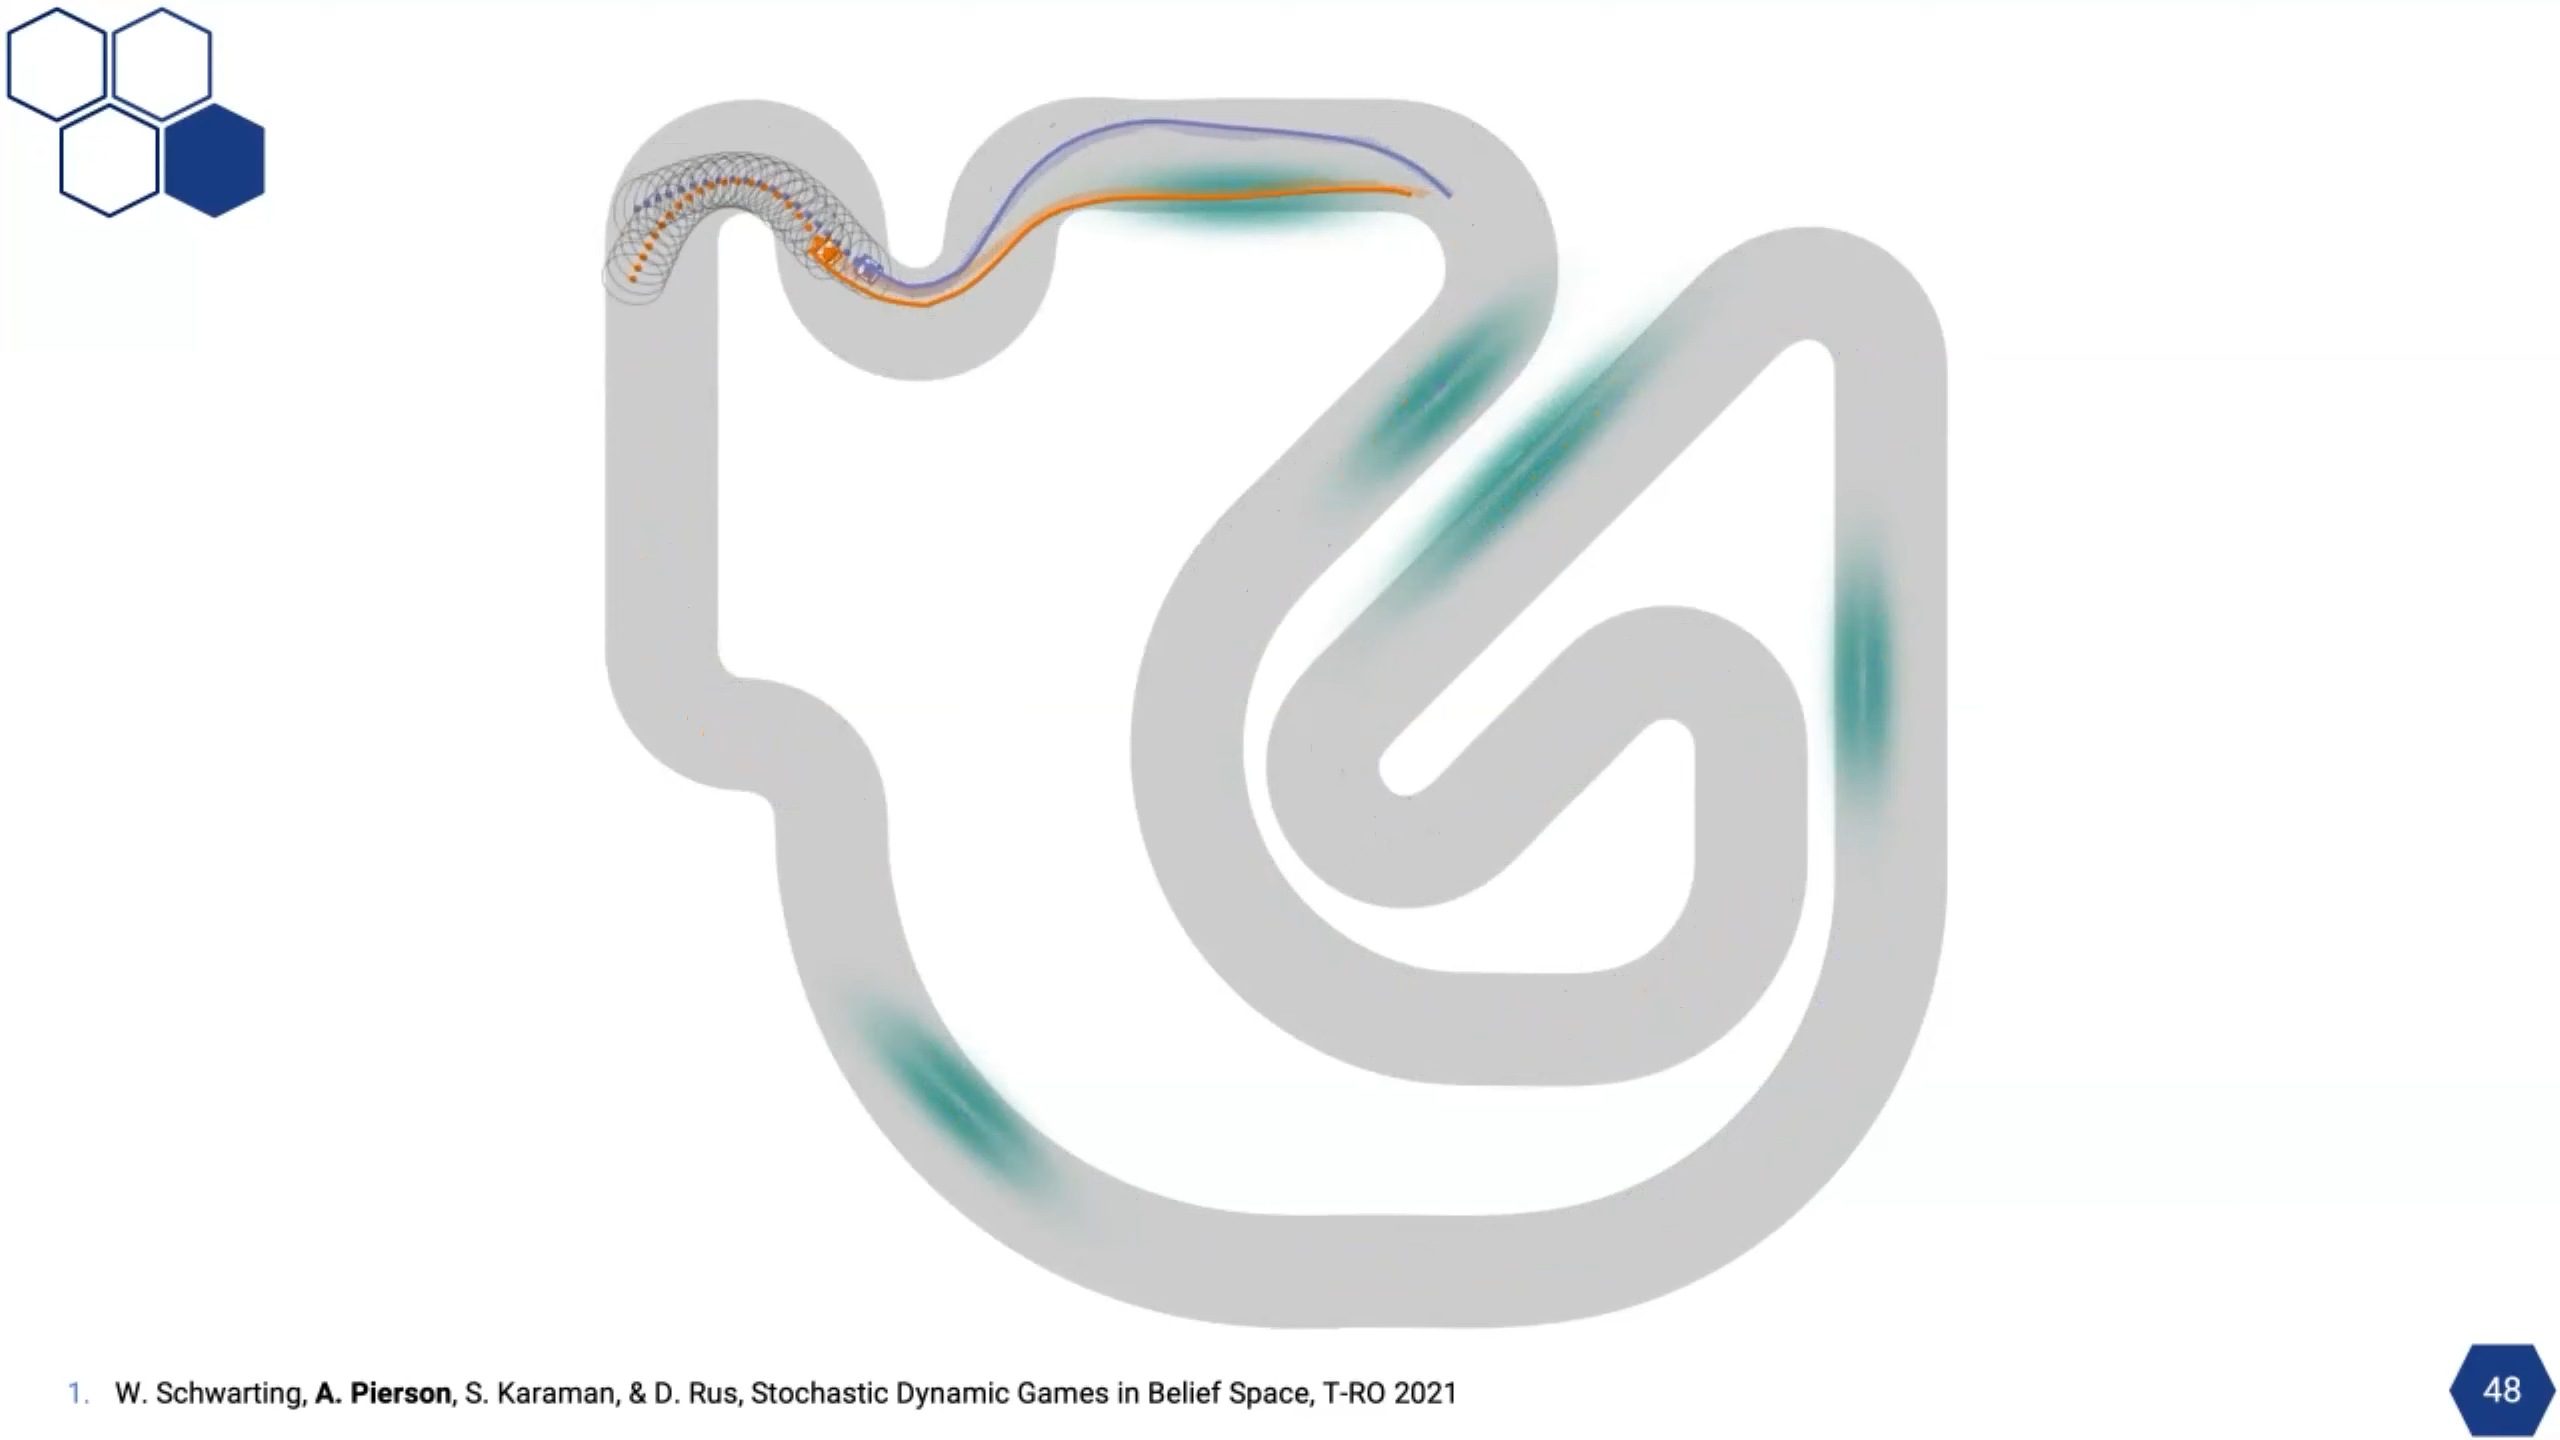 1. W. Schwarting, A. Pierson, S. Karaman, & D. Rus, Stochastic Dynamic Games in Belief Space, T-RO 2021
48